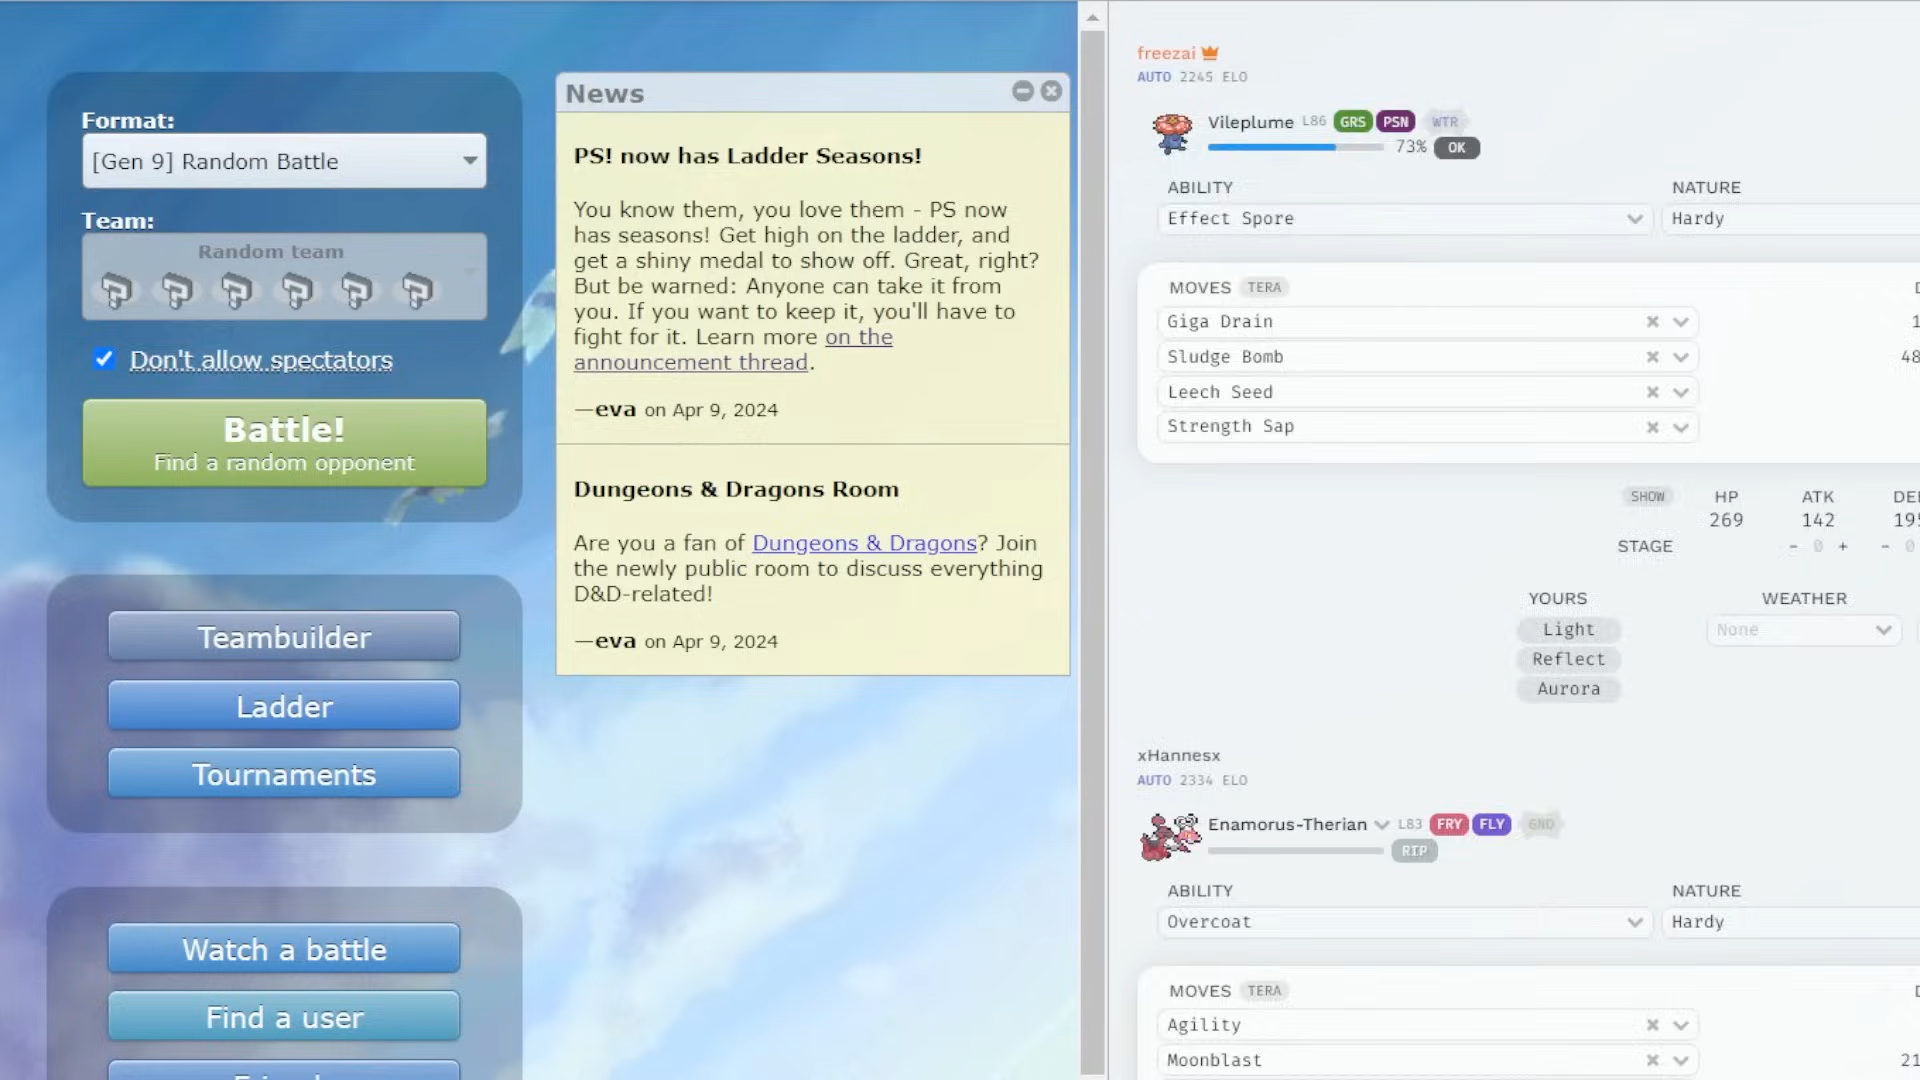 Format:
[Gen 9] Random Battle
Team:
Random team
Don't allow spectators
Battle!
Find a random opponent
Teambuilder
Ladder
Tournaments
Watch a battle
Find a user
News
PS! now has Ladder Seasons!
You know them, you love them - PS now
has seasons! Get high on the ladder, and
get a shiny medal to show off. Great, right?
But be warned: Anyone can take it from
you. If you want to keep it, you'll have to
fight for it. Learn more on the
announcement thread.
—eva on Apr 9, 2024
Dungeons & Dragons Room
Are you a fan of Dungeons & Dragons? Join
the newly public room to discuss everything
D&D-related!
—eva on Apr 9, 2024
freezai
AUTO 2245 ELO
Vileplume L86 GRS PSN WTR
73% OK
ABILITY NATURE
Effect Spore Hardy
MOVES TERA
Giga Drain
Sludge Bomb 48
Leech Seed
Strength Sap
SHOW HP ATK
269 142 195
STAGE - 0 + - 0
YOURS WEATHER
Light None
Reflect
Aurora
xHannesx
AUTO 2334 ELO
Enamorus-Therian L83 FRY FLY GND
RIP
ABILITY NATURE
Overcoat Hardy
MOVES TERA
Agility
Moonblast 21